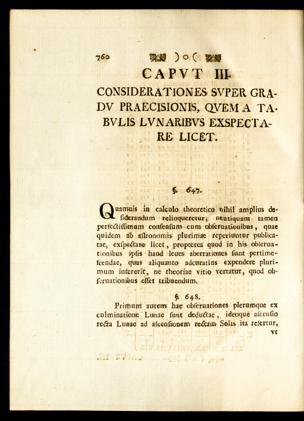 760 ) o (
CAPVT III.
CONSIDERATIONES SVPER GRA-
DV PRAECISIONIS, QVEM A TA-
BVLIS LVNARIBVS EXSPECTA-
RE LICET.
§. 647.
Quamuis in calculo theoretico nihil amplius de-
siderandum relinqueretur; nusquam tamen
perfectissimum consensum cum obseruationibus, quae
quidem ab astronomis plurimae reperiuntur publica-
tae, exspectare licet, propterea quod in his obserua-
tionibus ipsis haud leues aberrationes sunt pertime-
scendae, quas aliquanto adcuratius expendere pluri-
mum intererit, ne theoriae vitio vertatur, quod ob-
seruationibus esset tribuendum.
§. 648.
Primum autem hae obseruationes plerumque ex
culminatione Lunae sunt deductae, ideoque ascensio
recta Lunae ad ascensionem rectam Solis ita refertur,
vt